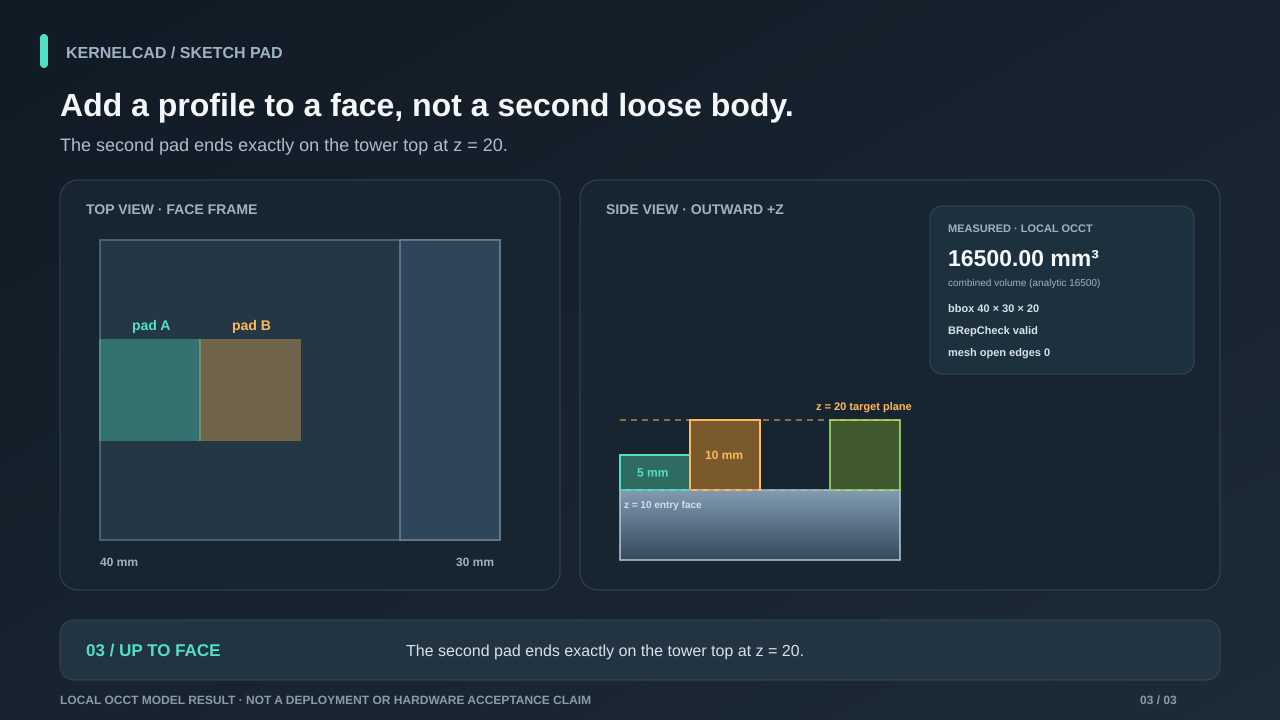 KERNELCAD / SKETCH PAD
Add a profile to a face, not a second loose body.
The second pad ends exactly on the tower top at z = 20.
TOP VIEW · FACE FRAME
pad A
pad B
40 mm
30 mm
SIDE VIEW · OUTWARD +Z
MEASURED · LOCAL OCCT
16500.00 mm³
combined volume (analytic 16500)
bbox 40 × 30 × 20
BRepCheck valid
mesh open edges 0
z = 20 target plane
10 mm
5 mm
z = 10 entry face
03 / UP TO FACE
The second pad ends exactly on the tower top at z = 20.
LOCAL OCCT MODEL RESULT · NOT A DEPLOYMENT OR HARDWARE ACCEPTANCE CLAIM
03 / 03